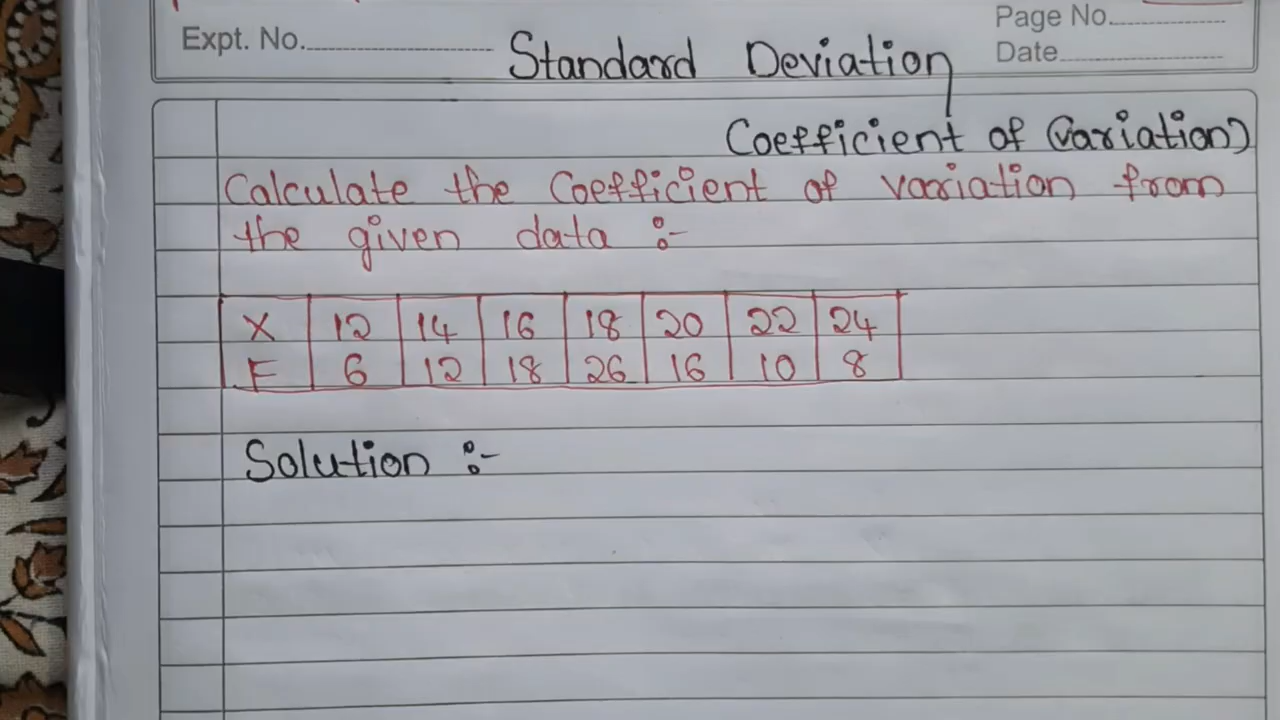 Page No.
Expt. No. Standard Deviation Date
Coefficient of (variation)
Calculate the Coefficient of variation from
the given data :-
X 12 14 16 18 20 22 24
F 6 12 18 26 16 10 8
Solution :-